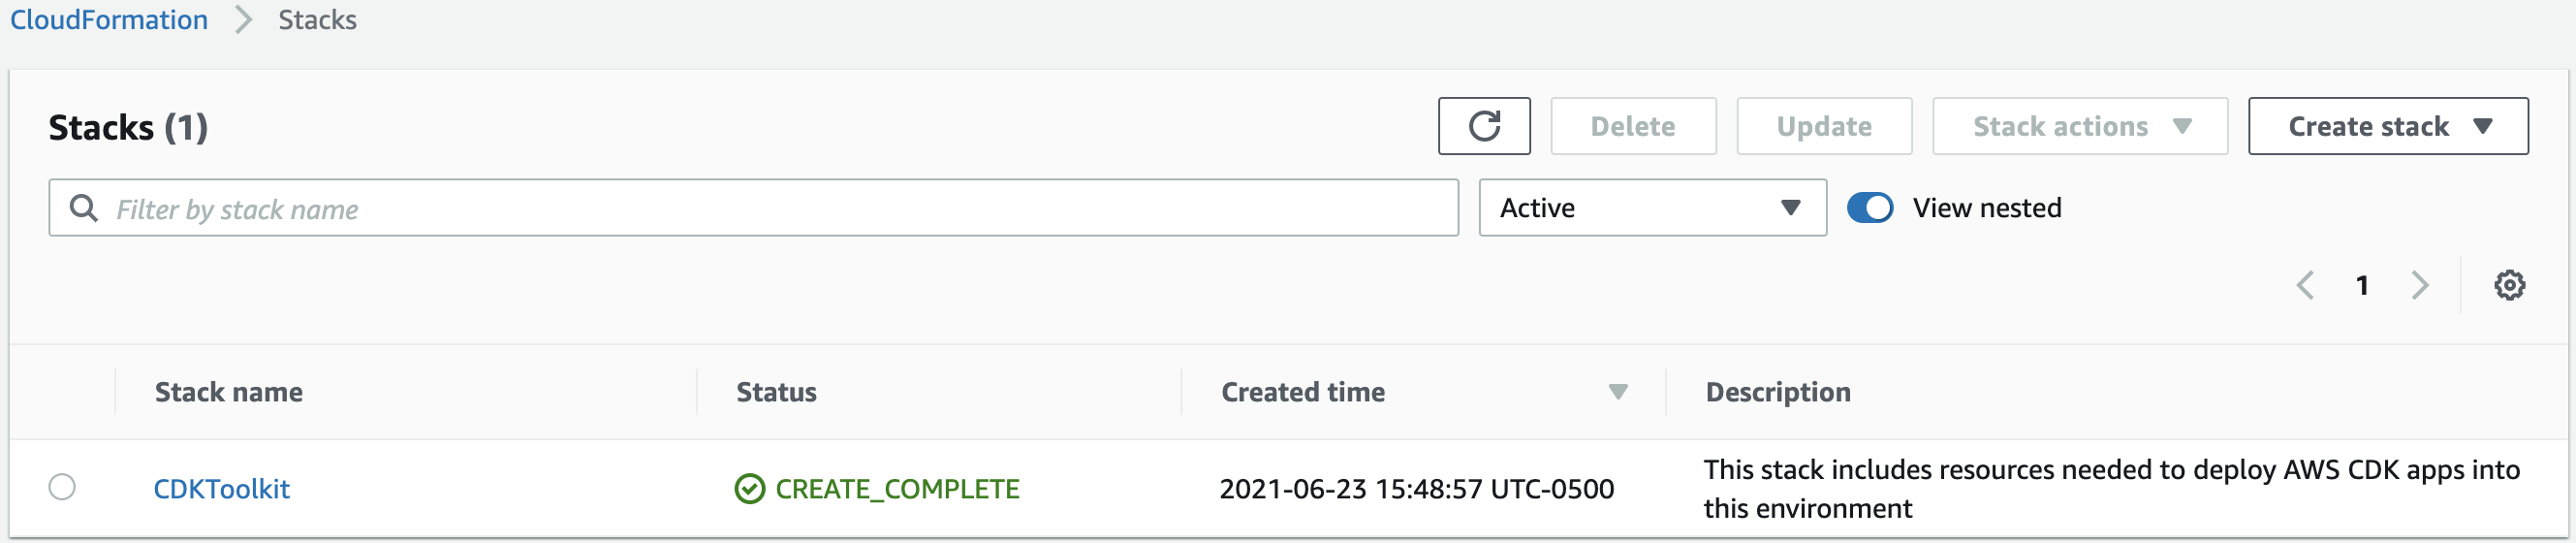 CloudFormation Stacks
Stacks (1) Delete Update Stack actions Create stack
Filter by stack name Active View nested
1
Stack name Status Created time Description
CDKToolkit CREATE_COMPLETE 2021-06-23 15:48:57 UTC-0500 This stack includes resources needed to deploy AWS CDK apps into
this environment